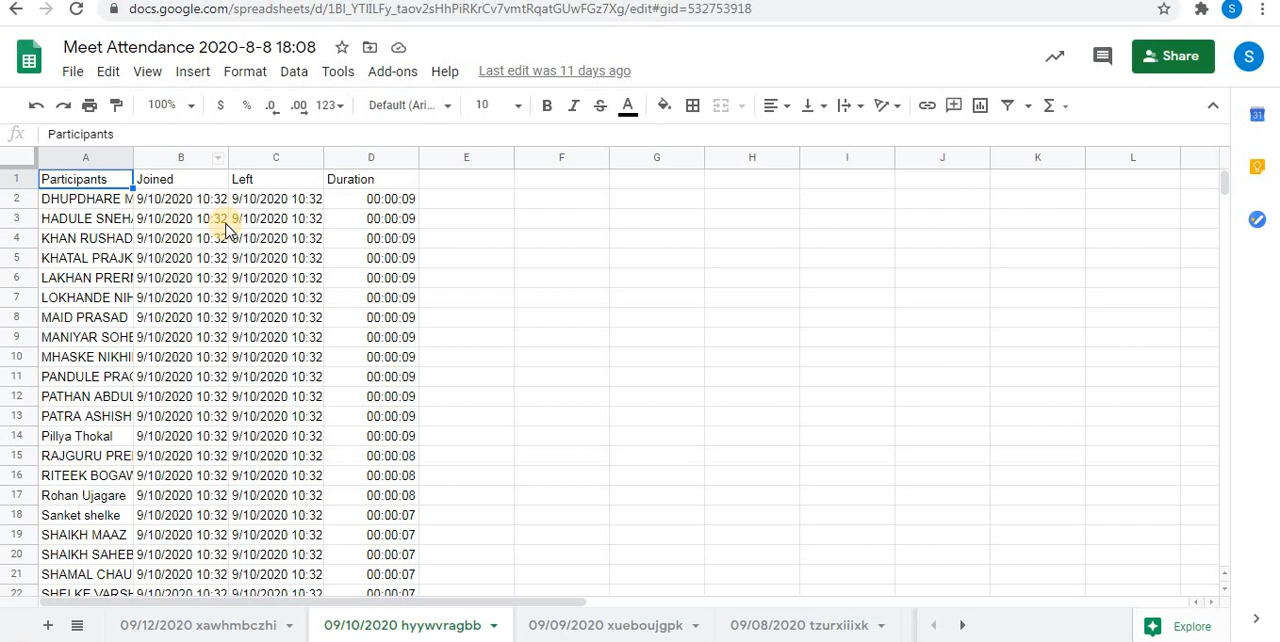 docs.google.com/spreadsheets/d/1Bl_YTlILFy_taov2sHhPiRKrCv7vmtRqatGUwFGz7Xg/edit#gid=532753918
S
Meet Attendance 2020-8-8 18:08
Share
S
File Edit View Insert Format Data Tools Add-ons Help Last edit was 11 days ago
100% $ % .0 .00 123 Default (Ari... 10 B I S A
fx Participants
A B C D E F G H I J K L
1 Participants Joined Left Duration
2 DHUPDHARE M 9/10/2020 10:32 9/10/2020 10:32 00:00:09
3 HADULE SNEHA 9/10/2020 10:32 9/10/2020 10:32 00:00:09
4 KHAN RUSHAD 9/10/2020 10:32 9/10/2020 10:32 00:00:09
5 KHATAL PRAJK 9/10/2020 10:32 9/10/2020 10:32 00:00:09
6 LAKHAN PRERN 9/10/2020 10:32 9/10/2020 10:32 00:00:09
7 LOKHANDE NIH 9/10/2020 10:32 9/10/2020 10:32 00:00:09
8 MAID PRASAD 9/10/2020 10:32 9/10/2020 10:32 00:00:09
9 MANIYAR SOHE 9/10/2020 10:32 9/10/2020 10:32 00:00:09
10 MHASKE NIKHI 9/10/2020 10:32 9/10/2020 10:32 00:00:09
11 PANDULE PRAG 9/10/2020 10:32 9/10/2020 10:32 00:00:09
12 PATHAN ABDUL 9/10/2020 10:32 9/10/2020 10:32 00:00:09
13 PATRA ASHISH 9/10/2020 10:32 9/10/2020 10:32 00:00:09
14 Pillya Thokal 9/10/2020 10:32 9/10/2020 10:32 00:00:09
15 RAJGURU PRE 9/10/2020 10:32 9/10/2020 10:32 00:00:08
16 RITEEK BOGAW 9/10/2020 10:32 9/10/2020 10:32 00:00:08
17 Rohan Ujagare 9/10/2020 10:32 9/10/2020 10:32 00:00:08
18 Sanket shelke 9/10/2020 10:32 9/10/2020 10:32 00:00:07
19 SHAIKH MAAZ 9/10/2020 10:32 9/10/2020 10:32 00:00:07
20 SHAIKH SAHEB 9/10/2020 10:32 9/10/2020 10:32 00:00:07
21 SHAMAL CHAU 9/10/2020 10:32 9/10/2020 10:32 00:00:07
22 SHELKE VARSH 9/10/2020 10:32 9/10/2020 10:32 00:00:07
09/12/2020 xawhmbczhi 09/10/2020 hyywvragbb 09/09/2020 xueboujgpk 09/08/2020 tzurxiiixk Explore
31